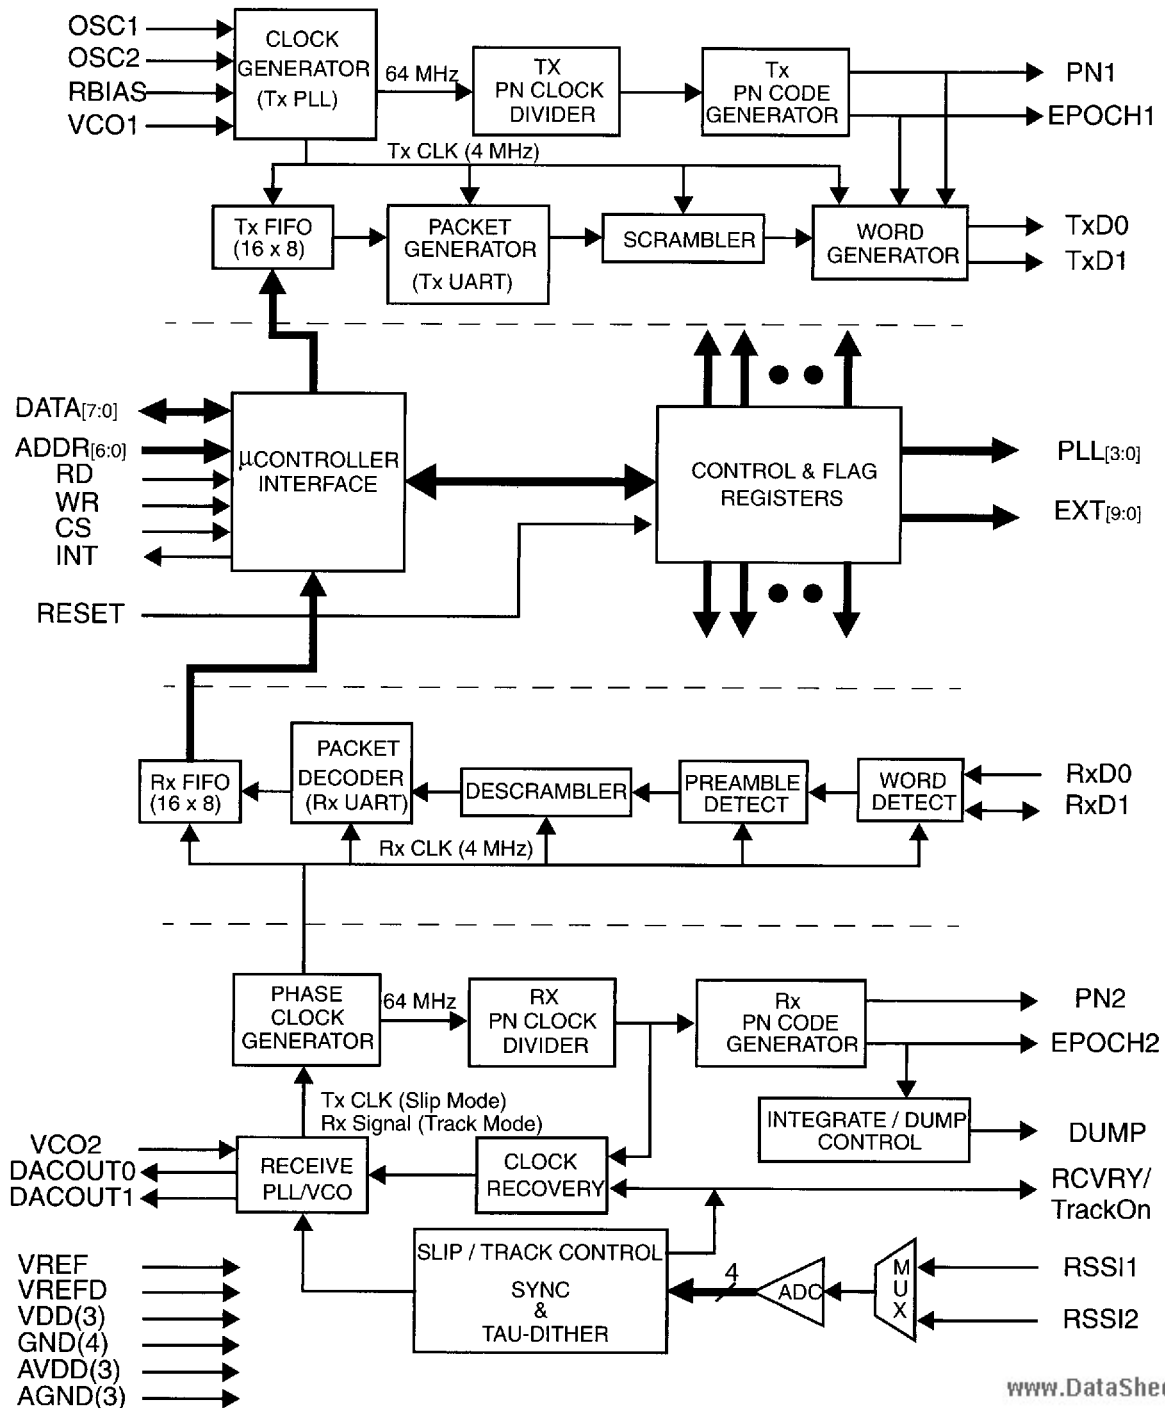 OSC1
OSC2
RBIAS
VCO1
CLOCK
GENERATOR
(Tx PLL)
64 MHz
TX
PN CLOCK
DIVIDER
Tx
PN CODE
GENERATOR
PN1
EPOCH1
Tx CLK (4 MHz)
Tx FIFO
(16 x 8)
PACKET
GENERATOR
(Tx UART)
SCRAMBLER
WORD
GENERATOR
TxD0
TxD1
DATA[7:0]
ADDR[6:0]
RD
WR
CS
INT
RESET
µCONTROLLER
INTERFACE
CONTROL & FLAG
REGISTERS
PLL[3:0]
EXT[9:0]
Rx FIFO
(16 x 8)
PACKET
DECODER
(Rx UART)
DESCRAMBLER
PREAMBLE
DETECT
WORD
DETECT
RxD0
RxD1
Rx CLK (4 MHz)
PHASE
CLOCK
GENERATOR
64 MHz
RX
PN CLOCK
DIVIDER
Rx
PN CODE
GENERATOR
PN2
EPOCH2
Tx CLK (Slip Mode)
Rx Signal (Track Mode)
INTEGRATE / DUMP
CONTROL
DUMP
VCO2
DACOUT0
DACOUT1
RECEIVE
PLL/VCO
CLOCK
RECOVERY
RCVRY/
TrackOn
SLIP / TRACK CONTROL
SYNC
&
TAU-DITHER
4
ADC
MUX
RSSI1
RSSI2
VREF
VREFD
VDD(3)
GND(4)
AVDD(3)
AGND(3)
www.DataShe